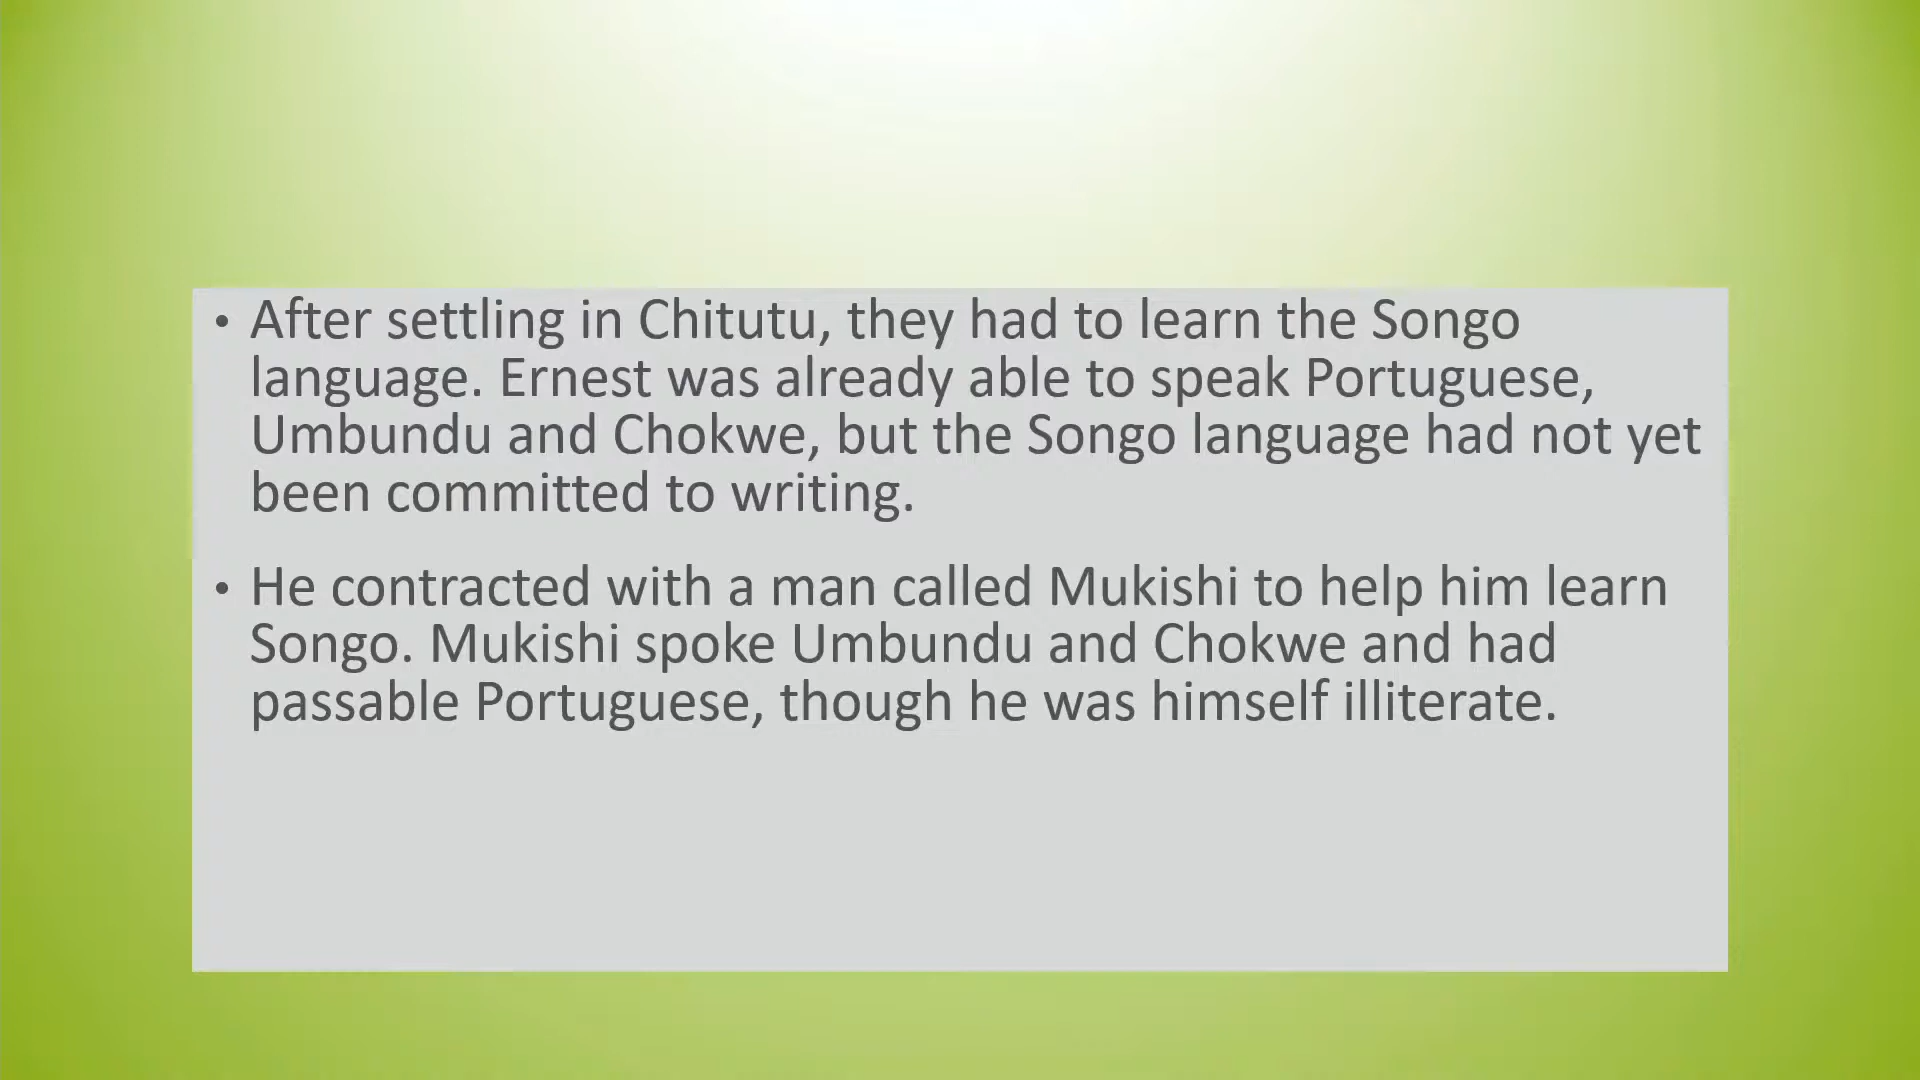 • After settling in Chitutu, they had to learn the Songo
language. Ernest was already able to speak Portuguese,
Umbundu and Chokwe, but the Songo language had not yet
been committed to writing.
• He contracted with a man called Mukishi to help him learn
Songo. Mukishi spoke Umbundu and Chokwe and had
passable Portuguese, though he was himself illiterate.